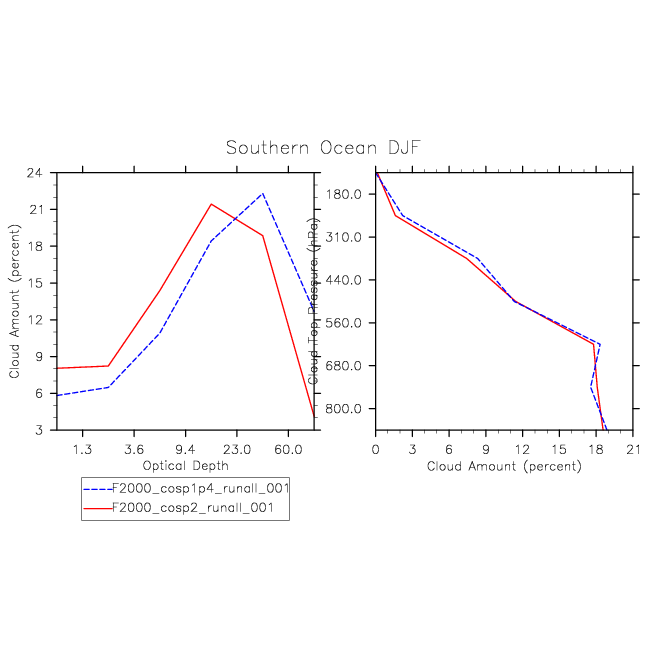 Southern Ocean DJF
Cloud Amount (percent)
24
21
18
15
12
9
6
3
1.3 3.6 9.4 23.0 60.0
Optical Depth
Cloud Top Pressure (hPa)
180.0
310.0
440.0
560.0
680.0
800.0
0 3 6 9 12 15 18 21
Cloud Amount (percent)
F2000_cosp1p4_runall_001
F2000_cosp2_runall_001